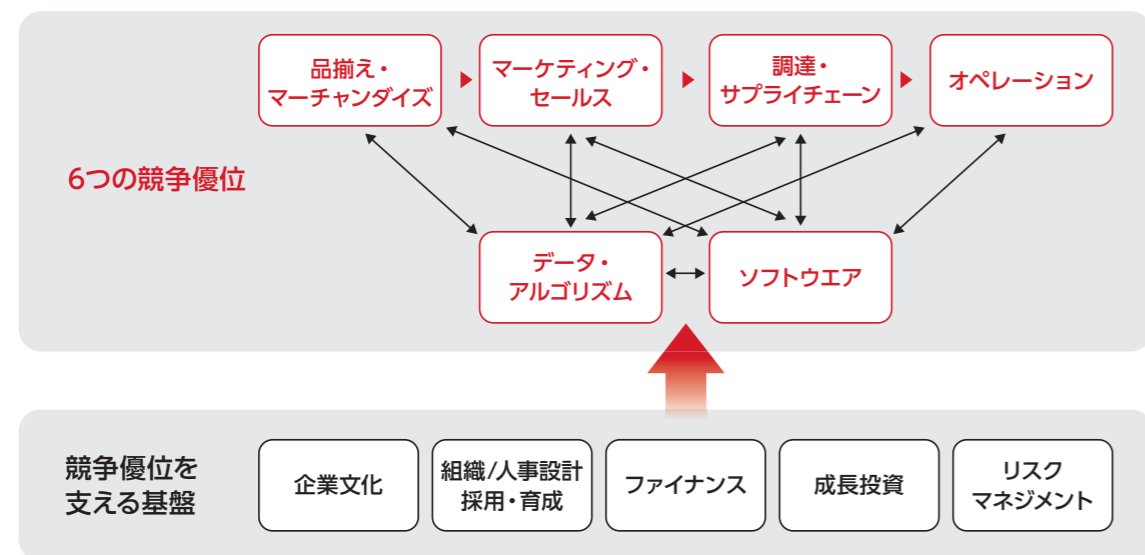 品揃え・
マーチャンダイズ
マーケティング・
セールス
調達・
サプライチェーン
オペレーション
6つの競争優位
データ・
アルゴリズム
ソフトウエア
競争優位を
支える基盤
企業文化
組織/人事設計
採用・育成
ファイナンス
成長投資
リスク
マネジメント